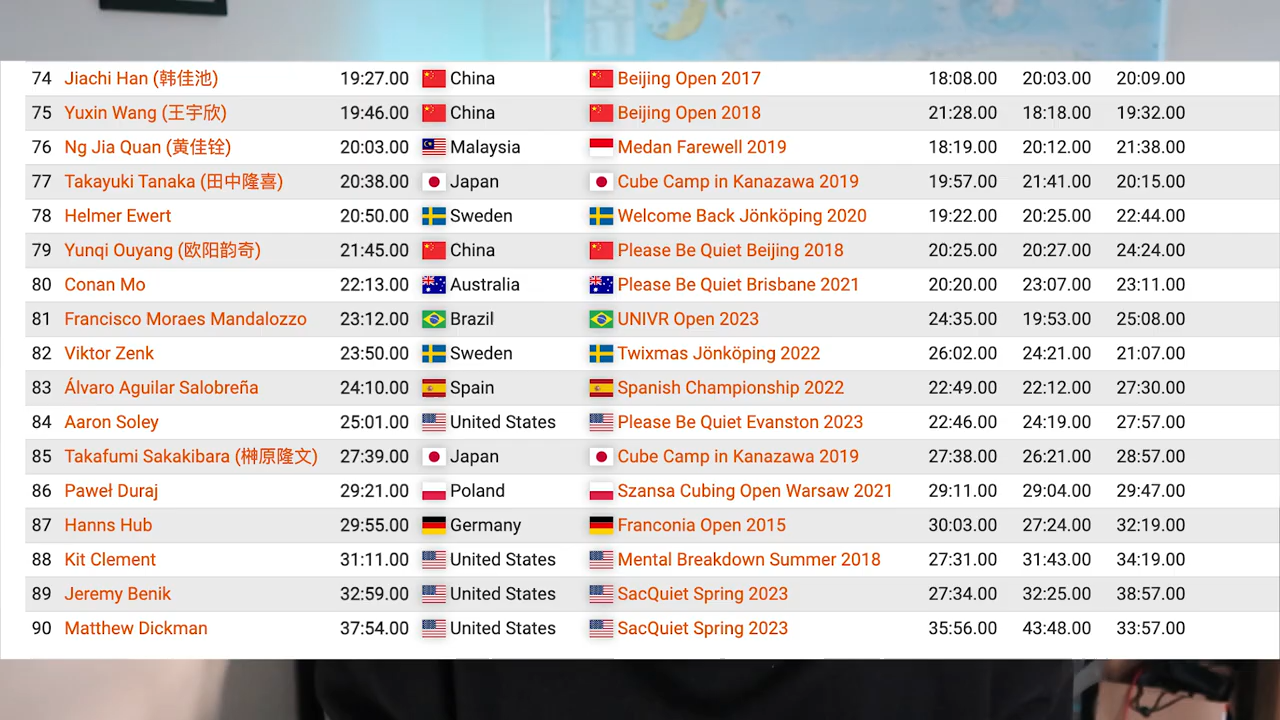 74 Jiachi Han (韩佳池) 19:27.00 China Beijing Open 2017 18:08.00 20:03.00 20:09.00
75 Yuxin Wang (王宇欣) 19:46.00 China Beijing Open 2018 21:28.00 18:18.00 19:32.00
76 Ng Jia Quan (黄佳铨) 20:03.00 Malaysia Medan Farewell 2019 18:19.00 20:12.00 21:38.00
77 Takayuki Tanaka (田中隆喜) 20:38.00 Japan Cube Camp in Kanazawa 2019 19:57.00 21:41.00 20:15.00
78 Helmer Ewert 20:50.00 Sweden Welcome Back Jönköping 2020 19:22.00 20:25.00 22:44.00
79 Yunqi Ouyang (欧阳韵奇) 21:45.00 China Please Be Quiet Beijing 2018 20:25.00 20:27.00 24:24.00
80 Conan Mo 22:13.00 Australia Please Be Quiet Brisbane 2021 20:20.00 23:07.00 23:11.00
81 Francisco Moraes Mandalozzo 23:12.00 Brazil UNIVR Open 2023 24:35.00 19:53.00 25:08.00
82 Viktor Zenk 23:50.00 Sweden Twixmas Jönköping 2022 26:02.00 24:21.00 21:07.00
83 Álvaro Aguilar Salobreña 24:10.00 Spain Spanish Championship 2022 22:49.00 22:12.00 27:30.00
84 Aaron Soley 25:01.00 United States Please Be Quiet Evanston 2023 22:46.00 24:19.00 27:57.00
85 Takafumi Sakakibara (榊原隆文) 27:39.00 Japan Cube Camp in Kanazawa 2019 27:38.00 26:21.00 28:57.00
86 Paweł Duraj 29:21.00 Poland Szansa Cubing Open Warsaw 2021 29:11.00 29:04.00 29:47.00
87 Hanns Hub 29:55.00 Germany Franconia Open 2015 30:03.00 27:24.00 32:19.00
88 Kit Clement 31:11.00 United States Mental Breakdown Summer 2018 27:31.00 31:43.00 34:19.00
89 Jeremy Benik 32:59.00 United States SacQuiet Spring 2023 27:34.00 32:25.00 38:57.00
90 Matthew Dickman 37:54.00 United States SacQuiet Spring 2023 35:56.00 43:48.00 33:57.00